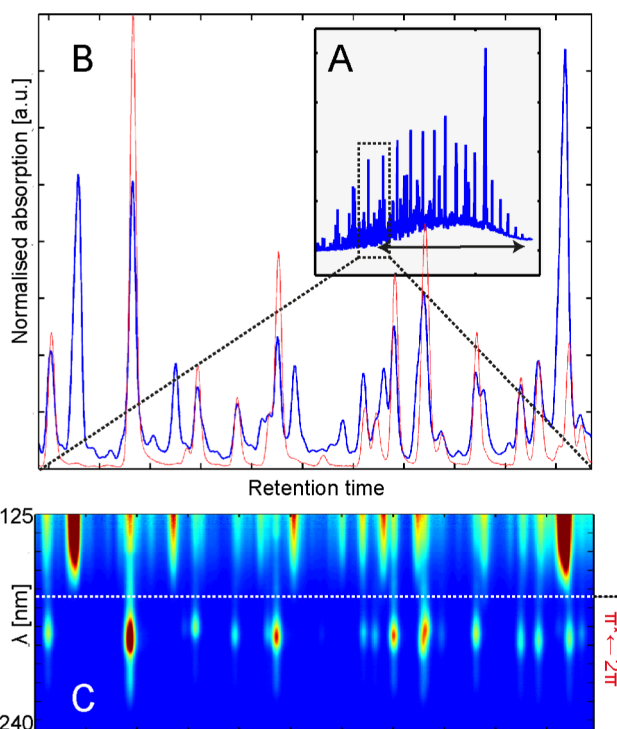 B
A
Normalised absorption [a.u.]
Retention time
125
λ [nm]
240
C
π*←2π